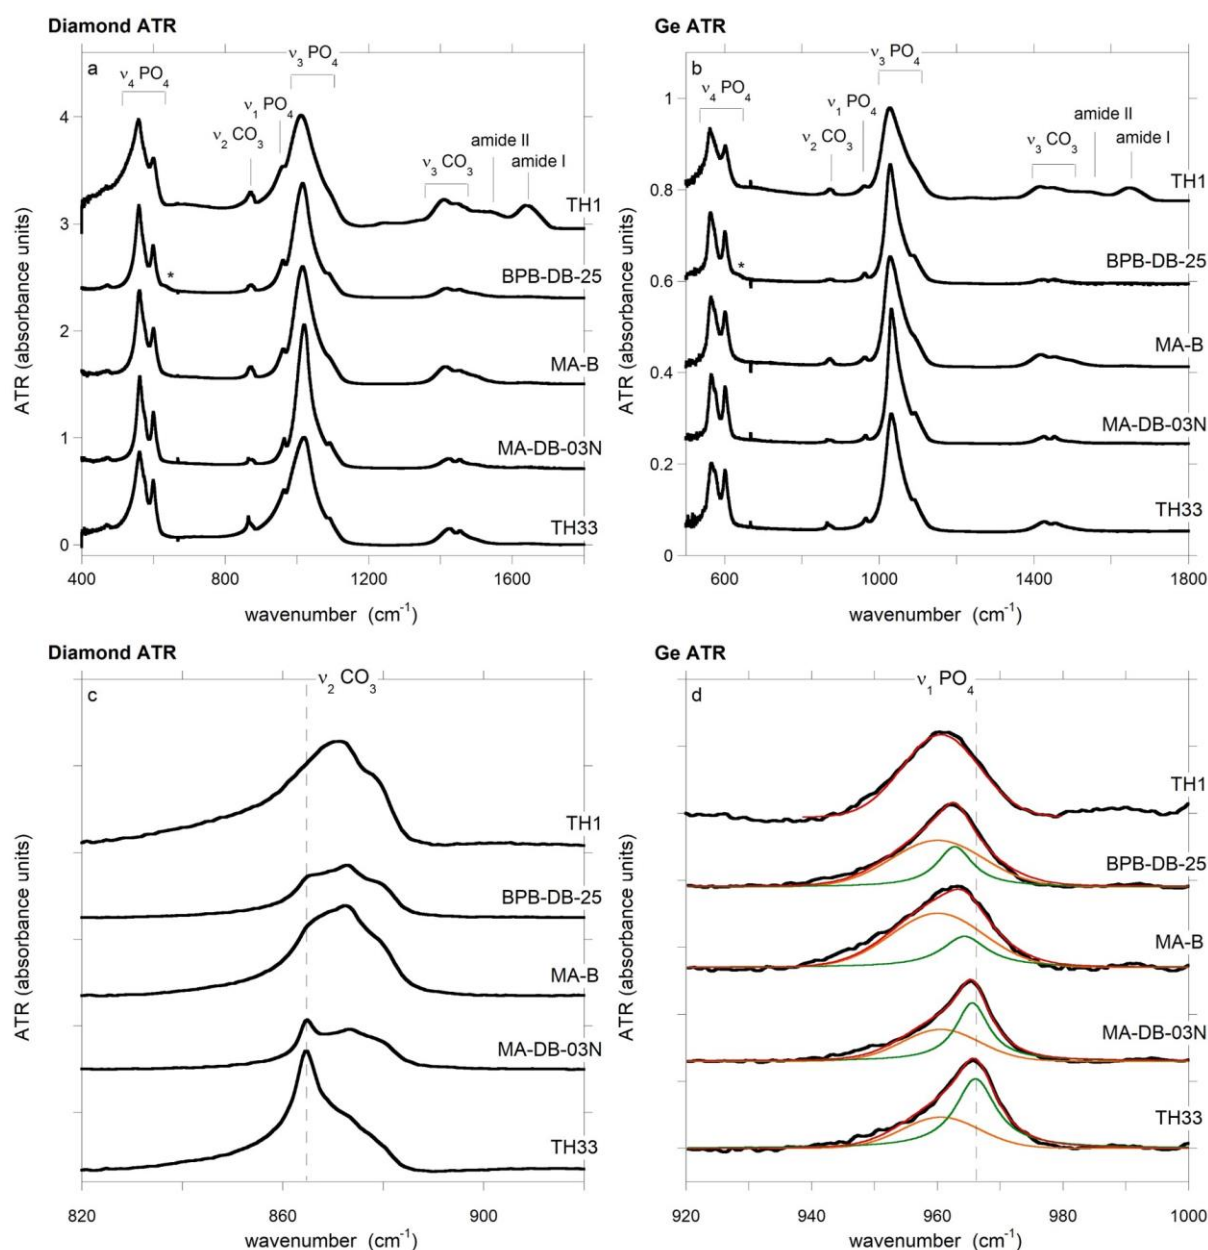 Diamond ATR
a
ν₄ PO₄
ν₃ PO₄
ν₁ PO₄
ν₂ CO₃
amide II
ν₃ CO₃
amide I
TH1
BPB-DB-25
*
MA-B
MA-DB-03N
TH33
4
3
2
1
0
ATR (absorbance units)
400
800
1200
1600
wavenumber (cm⁻¹)
Ge ATR
b
ν₃ PO₄
ν₄ PO₄
ν₁ PO₄
amide II
ν₂ CO₃
amide I
ν₃ CO₃
TH1
BPB-DB-25
*
MA-B
MA-DB-03N
TH33
1
0.8
0.6
0.4
0.2
0
ATR (absorbance units)
600
1000
1400
1800
wavenumber (cm⁻¹)
Diamond ATR
ν₂ CO₃
c
TH1
BPB-DB-25
MA-B
MA-DB-03N
TH33
ATR (absorbance units)
820
860
900
wavenumber (cm⁻¹)
Ge ATR
ν₁ PO₄
d
TH1
BPB-DB-25
MA-B
MA-DB-03N
TH33
ATR (absorbance units)
920
940
960
980
1000
wavenumber (cm⁻¹)